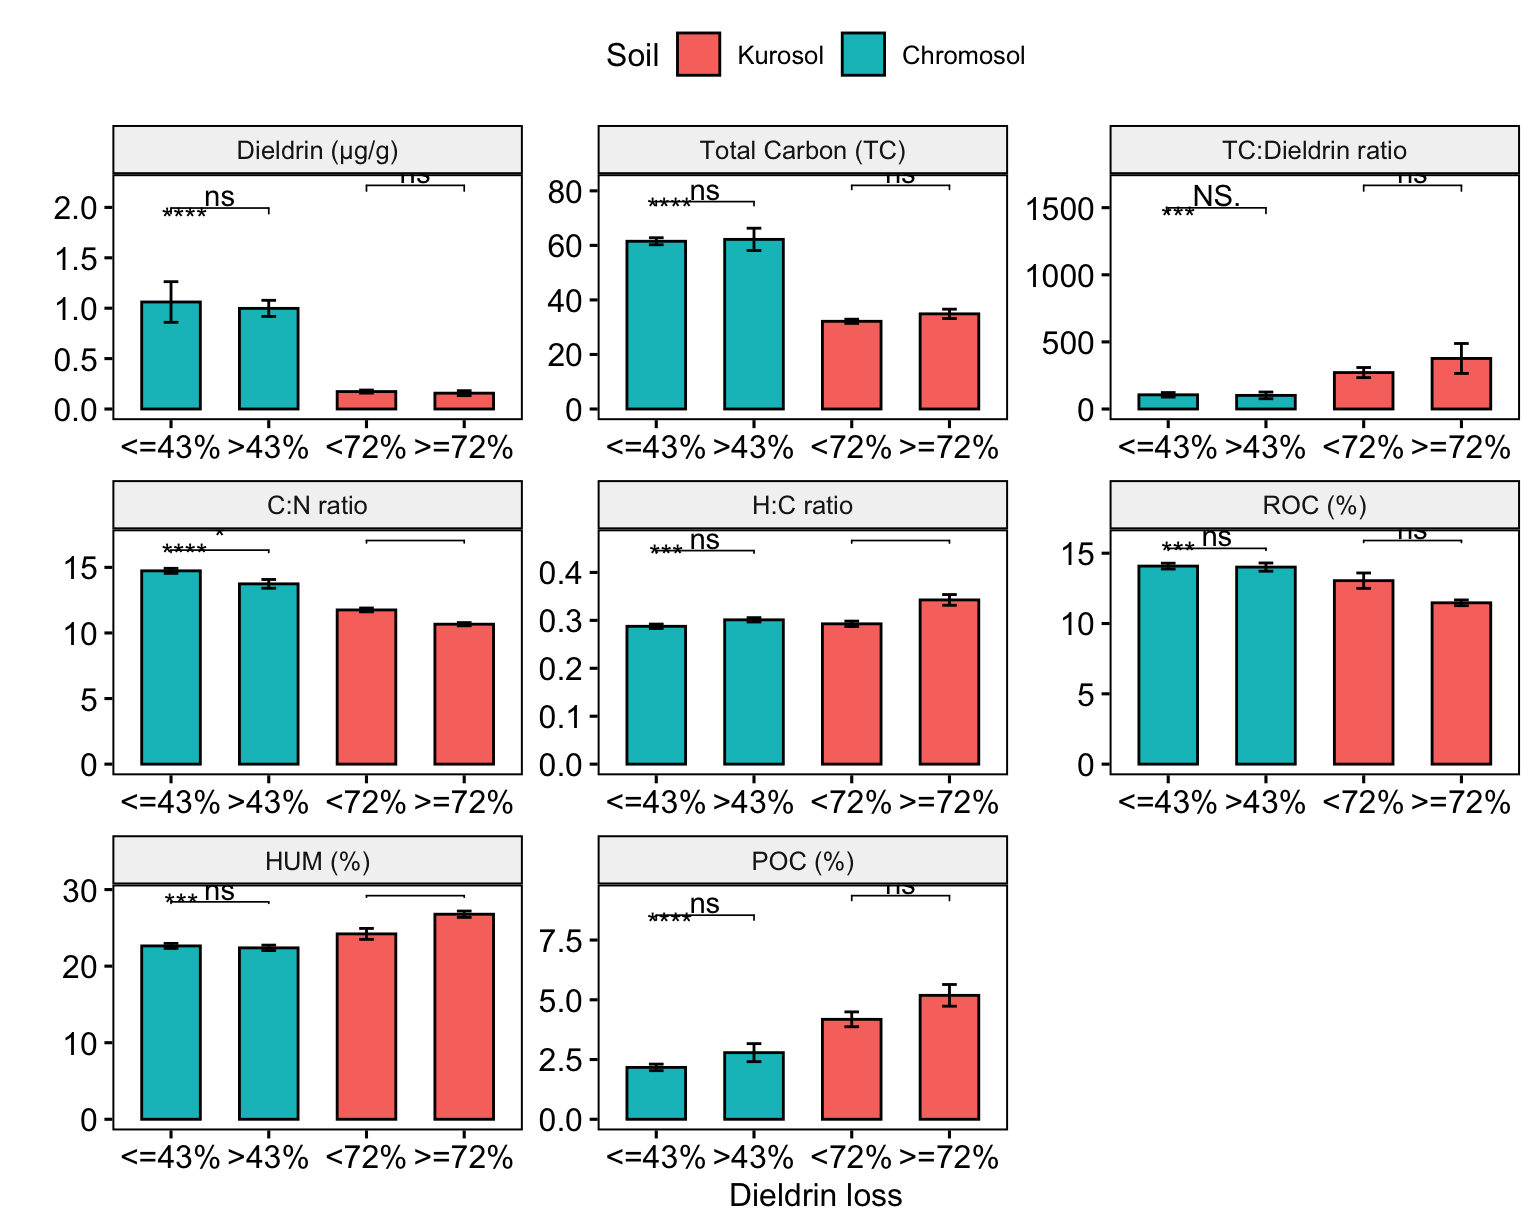 Soil Kurosol Chromosol
Dieldrin (µg/g)
ns
ns
****
2.0
1.5
1.0
0.5
0.0
<=43% >43% <72% >=72%
Total Carbon (TC)
ns
ns
****
80
60
40
20
0
<=43% >43% <72% >=72%
TC:Dieldrin ratio
ns
NS.
***
1500
1000
500
0
<=43% >43% <72% >=72%
C:N ratio
*
****
15
10
5
0
<=43% >43% <72% >=72%
H:C ratio
ns
***
0.4
0.3
0.2
0.1
0.0
<=43% >43% <72% >=72%
ROC (%)
ns
ns
***
15
10
5
0
<=43% >43% <72% >=72%
HUM (%)
ns
***
30
20
10
0
<=43% >43% <72% >=72%
POC (%)
ns
ns
****
7.5
5.0
2.5
0.0
<=43% >43% <72% >=72%
Dieldrin loss